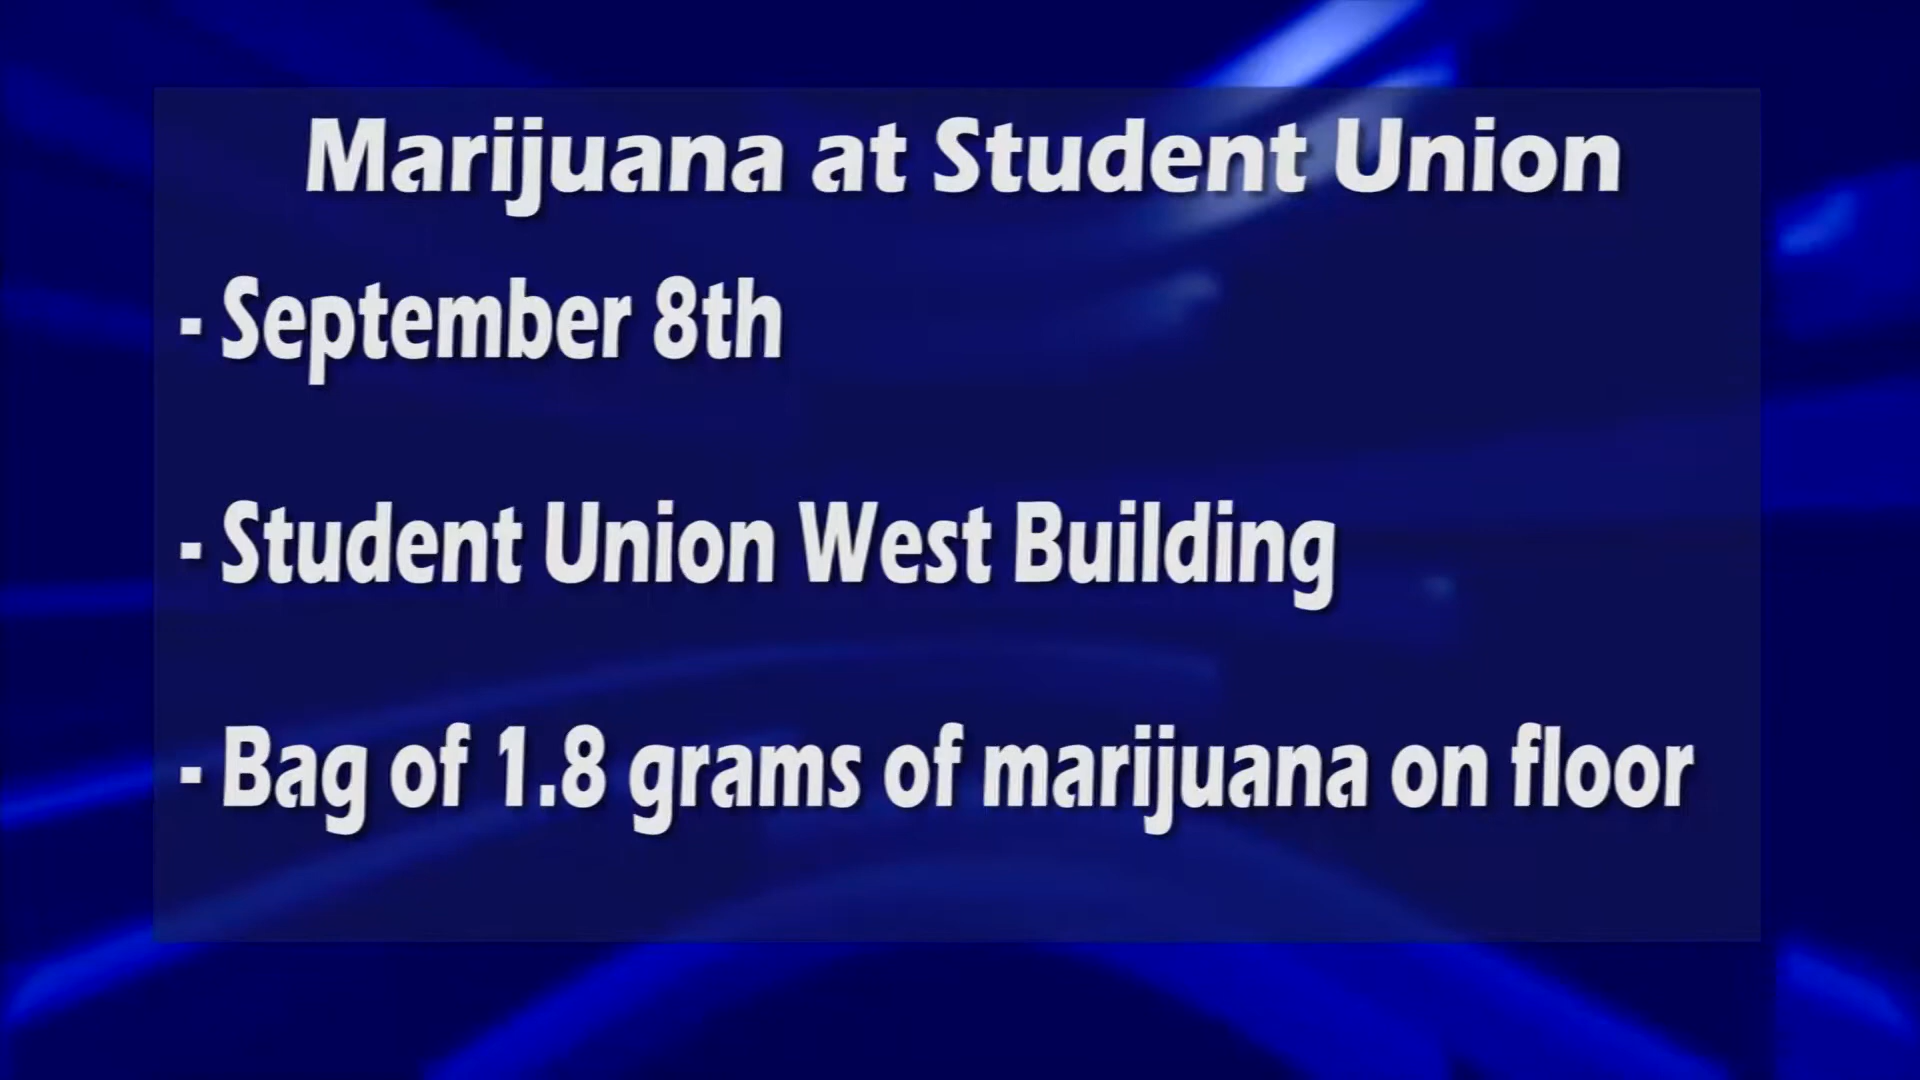 Marijuana at Student Union
- September 8th
- Student Union West Building
- Bag of 1.8 grams of marijuana on floor